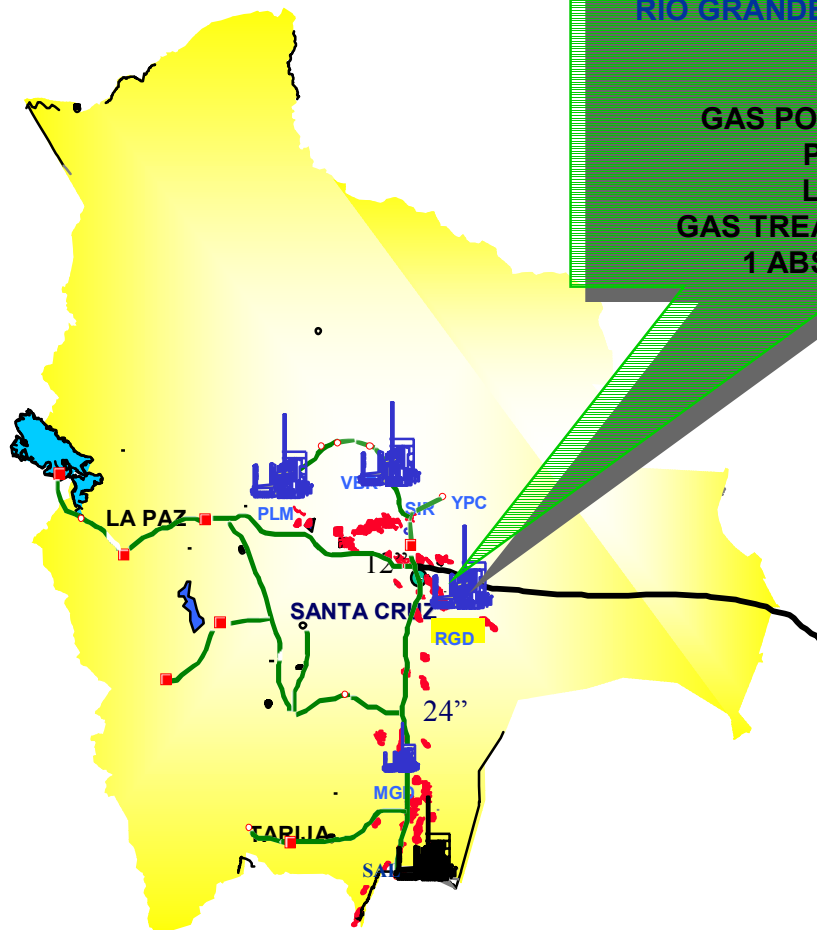 RIO GRANDE
GAS PO
P
L
GAS TREA
1 ABS
VBR
PLM
SIR
YPC
LA PAZ
12”
SANTA CRUZ
RGD
24”
MGD
TARIJA
SAL